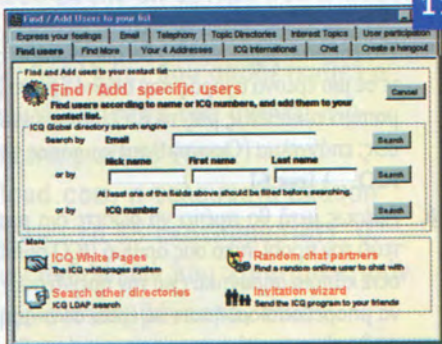 Find / Add Users to your list
Express your feelings Email Telephony Topic Directories Interest Topics User participation
Find users Find More Your 4 Addresses ICQ International Chat Create a hangout
Find and Add users to your contact list
Find / Add specific users
Cancel
Find users according to name or ICQ numbers, and add them to your
contact list.
ICQ Global directory search engine
Search by
Search
Nick name First name Last name
or by
Search
At least one of the fields above should be filled before searching.
ICQ number
Search
More
ICQ White Pages
The ICQ whitepages system
Random chat partners
Find a random chat user to chat with
Search other directories
ICQ LDAP search
Invitation wizard
Send the ICQ program to your friends